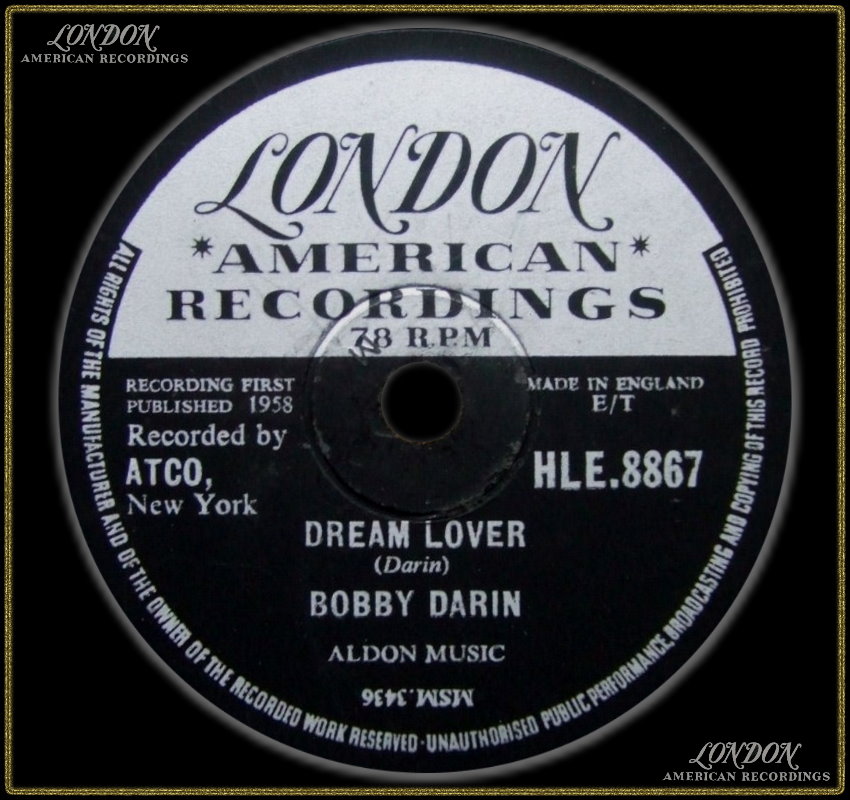 LONDON
AMERICAN RECORDINGS
LONDON
*AMERICAN*
RECORDINGS
78 R.P.M
RECORDING FIRST
PUBLISHED 1958
MADE IN ENGLAND
E/T
Recorded by
ATCO,
New York
HLE.8867
DREAM LOVER
(Darin)
BOBBY DARIN
ALDON MUSIC
MSM.3436
ALL RIGHTS OF THE MANUFACTURER AND OF THE OWNER OF THE RECORDED WORK RESERVED · UNAUTHORISED PUBLIC PERFORMANCE BROADCASTING AND COPYING OF THIS RECORD PROHIBITED
LONDON
AMERICAN RECORDINGS